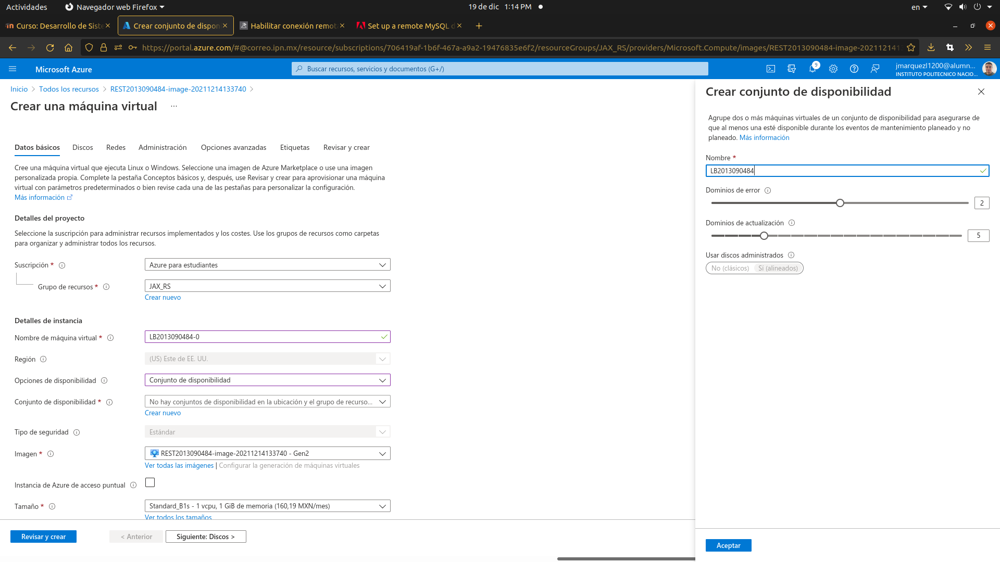 Actividades
Navegador web Firefox
19 de dic 1:14 PM
en
Curso: Desarrollo de Siste
Crear conjunto de dispon
Habilitar conexión remot
Set up a remote MySQL d
https://portal.azure.com/#@correo.ipn.mx/resource/subscriptions/706419af-1b6f-467a-a9a2-19476835e6f2/resourceGroups/JAX_RS/providers/Microsoft.Compute/images/REST2013090484-image-2021121413
Microsoft Azure
Buscar recursos, servicios y documentos (G+/)
9
jmarquezl1200@alumn...
INSTITUTO POLITECNICO NACIO...
Inicio > Todos los recursos > REST2013090484-image-20211214133740 >
Crear una máquina virtual ...
Datos básicos
Discos
Redes
Administración
Opciones avanzadas
Etiquetas
Revisar y crear
Cree una máquina virtual que ejecuta Linux o Windows. Seleccione una imagen de Azure Marketplace o use una imagen
personalizada propia. Complete la pestaña Conceptos básicos y, después, use Revisar y crear para aprovisionar una máquina
virtual con parámetros predeterminados o bien revise cada una de las pestañas para personalizar la configuración.
Más información
Detalles del proyecto
Seleccione la suscripción para administrar recursos implementados y los costes. Use los grupos de recursos como carpetas
para organizar y administrar todos los recursos.
Suscripción *
Azure para estudiantes
Grupo de recursos *
JAX_RS
Crear nuevo
Detalles de instancia
Nombre de máquina virtual *
LB2013090484-0
Región
(US) Este de EE. UU.
Opciones de disponibilidad
Conjunto de disponibilidad
Conjunto de disponibilidad *
No hay conjuntos de disponibilidad en la ubicación y el grupo de recurso...
Crear nuevo
Tipo de seguridad
Estándar
Imagen *
REST2013090484-image-20211214133740 - Gen2
Ver todas las imágenes | Configurar la generación de máquinas virtuales
Instancia de Azure de acceso puntual
Tamaño *
Standard_B1s - 1 vcpu, 1 GiB de memoria (160,19 MXN/mes)
Ver todos los tamaños
Revisar y crear
< Anterior
Siguiente: Discos >
Crear conjunto de disponibilidad
Agrupe dos o más máquinas virtuales de un conjunto de disponibilidad para asegurarse de
que al menos una esté disponible durante los eventos de mantenimiento planeado y no
planeado. Más información
Nombre *
LB2013090484
Dominios de error
2
Dominios de actualización
5
Usar discos administrados
No (clásicos)
Sí (alineados)
Aceptar